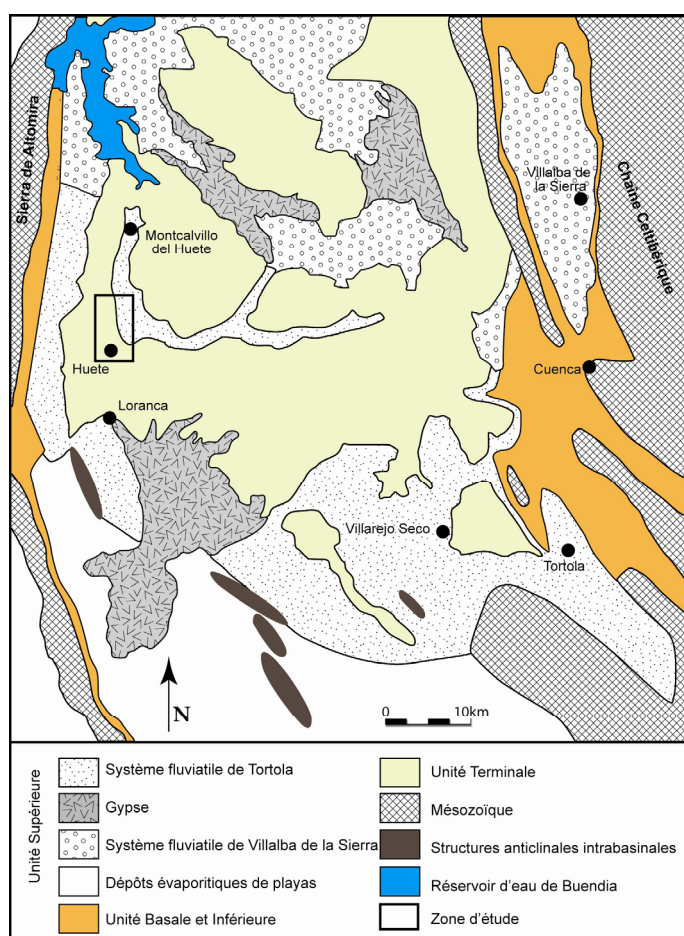 Sierra de Altomira
Chaîne Celtibérique
Villalba de
la Sierra
Montcalvillo
del Huete
Huete
Cuenca
Loranca
Villarejo Seco
Tortola
N
0 10km
Unité Supérieure
Système fluviatile de Tortola
Gypse
Système fluviatile de Villalba de la Sierra
Dépôts évaporitiques de playas
Unité Basale et Inférieure
Unité Terminale
Mésozoïque
Structures anticlinales intrabasinales
Réservoir d'eau de Buendia
Zone d'étude